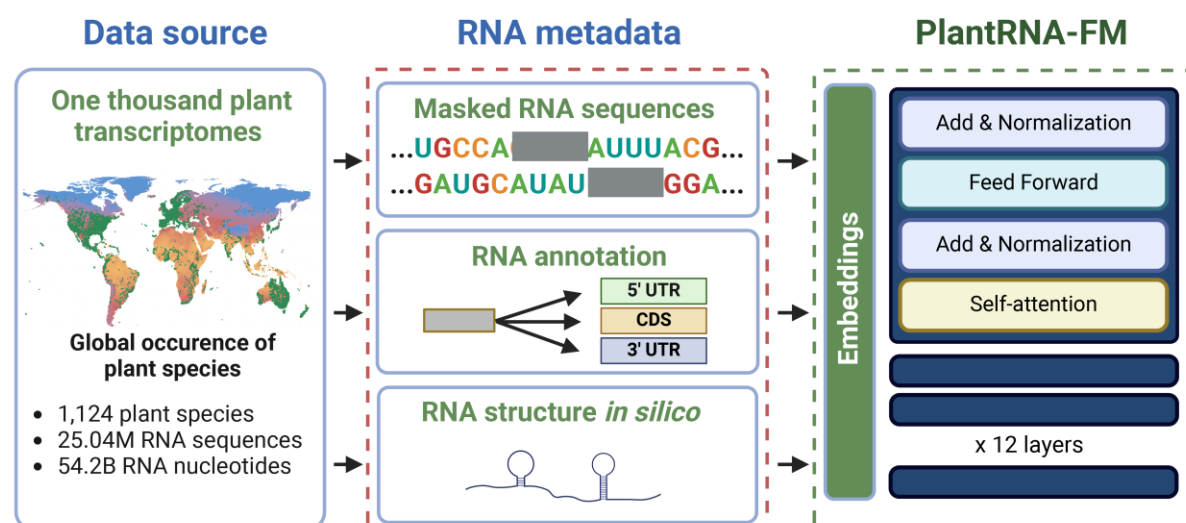 Data source
RNA metadata
PlantRNA-FM
One thousand plant
transcriptomes
Global occurence of
plant species
• 1,124 plant species
• 25.04M RNA sequences
• 54.2B RNA nucleotides
Masked RNA sequences
...UGCCA AUUUACG...
...GAUGCAUAU GGA...
RNA annotation
5' UTR
CDS
3' UTR
RNA structure in silico
Embeddings
Add & Normalization
Feed Forward
Add & Normalization
Self-attention
x 12 layers